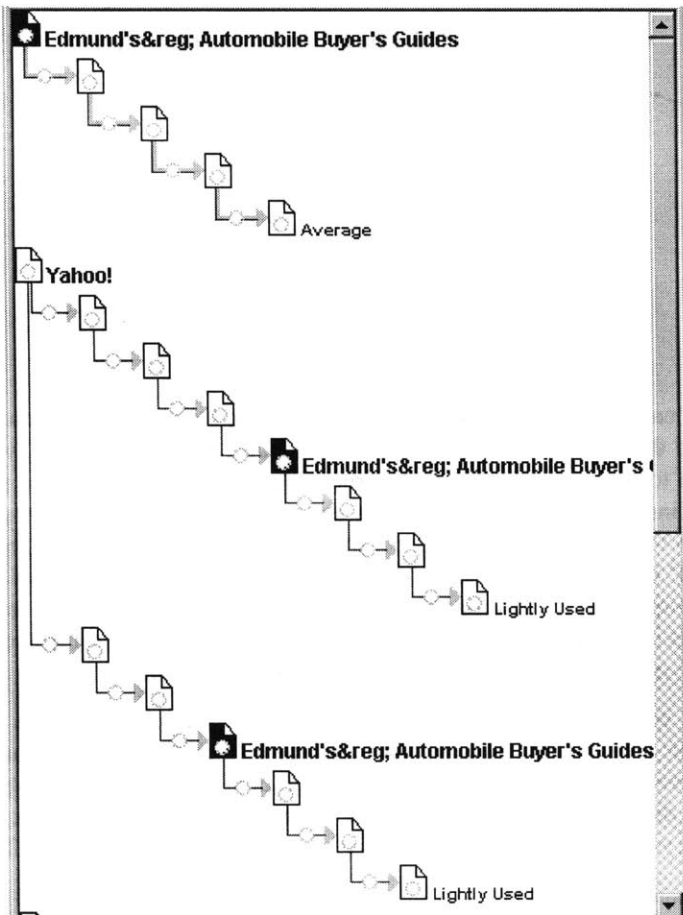 Edmund's&reg; Automobile Buyer's Guides
Average
Yahoo!
Edmund's&reg; Automobile Buyer's
Lightly Used
Edmund's&reg; Automobile Buyer's Guides
Lightly Used